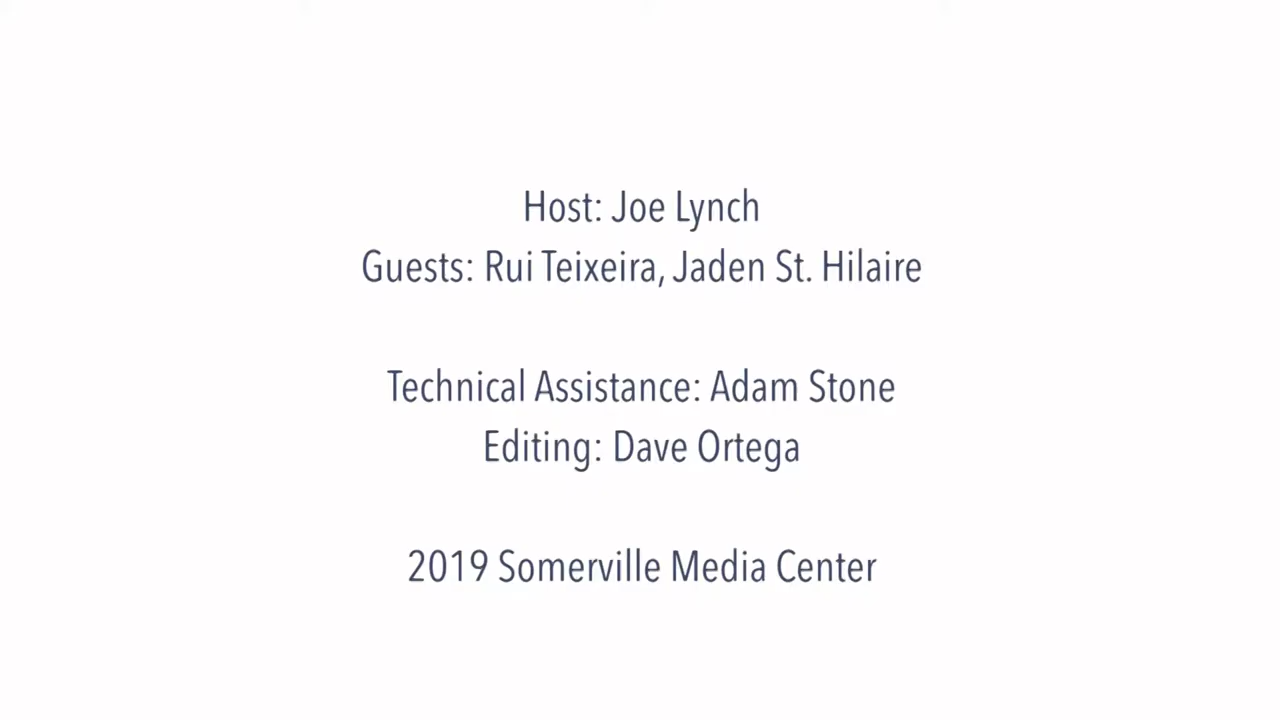 Host: Joe Lynch
Guests: Rui Teixeira, Jaden St. Hilaire
Technical Assistance: Adam Stone
Editing: Dave Ortega
2019 Somerville Media Center